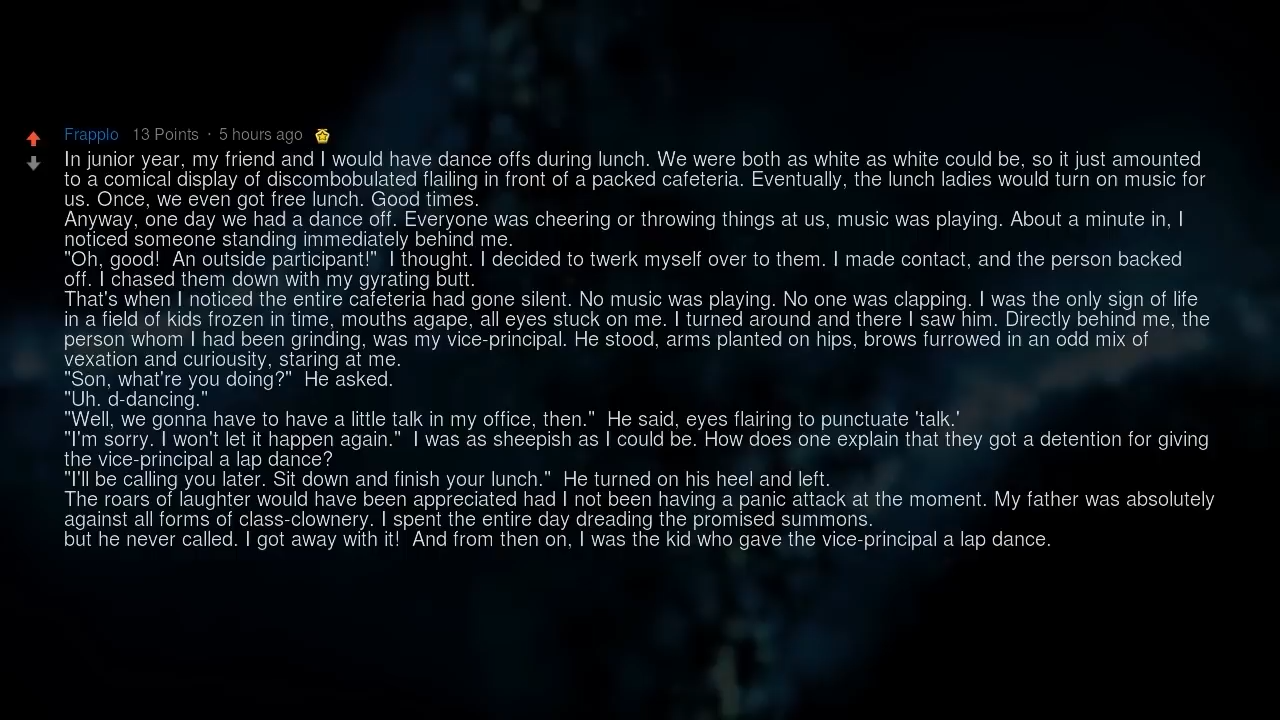 Frapplo 13 Points · 5 hours ago
In junior year, my friend and I would have dance offs during lunch. We were both as white as white could be, so it just amounted
to a comical display of discombobulated flailing in front of a packed cafeteria. Eventually, the lunch ladies would turn on music for
us. Once, we even got free lunch. Good times.
Anyway, one day we had a dance off. Everyone was cheering or throwing things at us, music was playing. About a minute in, I
noticed someone standing immediately behind me.
"Oh, good!  An outside participant!"  I thought. I decided to twerk myself over to them. I made contact, and the person backed
off. I chased them down with my gyrating butt.
That's when I noticed the entire cafeteria had gone silent. No music was playing. No one was clapping. I was the only sign of life
in a field of kids frozen in time, mouths agape, all eyes stuck on me. I turned around and there I saw him. Directly behind me, the
person whom I had been grinding, was my vice-principal. He stood, arms planted on hips, brows furrowed in an odd mix of
vexation and curiousity, staring at me.
"Son, what're you doing?"  He asked.
"Uh. d-dancing."
"Well, we gonna have to have a little talk in my office, then."  He said, eyes flairing to punctuate 'talk.'
"I'm sorry. I won't let it happen again."  I was as sheepish as I could be. How does one explain that they got a detention for giving
the vice-principal a lap dance?
"I'll be calling you later. Sit down and finish your lunch."  He turned on his heel and left.
The roars of laughter would have been appreciated had I not been having a panic attack at the moment. My father was absolutely
against all forms of class-clownery. I spent the entire day dreading the promised summons.
but he never called. I got away with it!  And from then on, I was the kid who gave the vice-principal a lap dance.